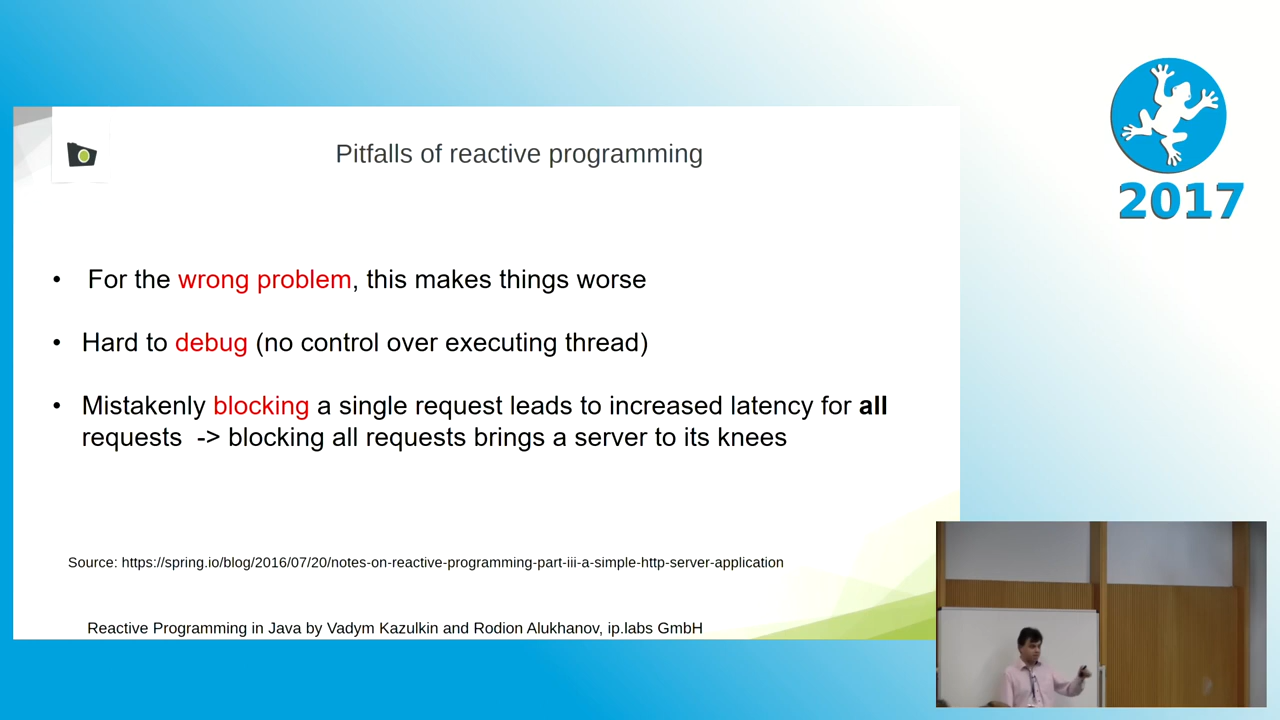 Pitfalls of reactive programming
2017
• For the wrong problem, this makes things worse
• Hard to debug (no control over executing thread)
• Mistakenly blocking a single request leads to increased latency for all
requests -> blocking all requests brings a server to its knees
Source: https://spring.io/blog/2016/07/20/notes-on-reactive-programming-part-iii-a-simple-http-server-application
Reactive Programming in Java by Vadym Kazulkin and Rodion Alukhanov, ip.labs GmbH